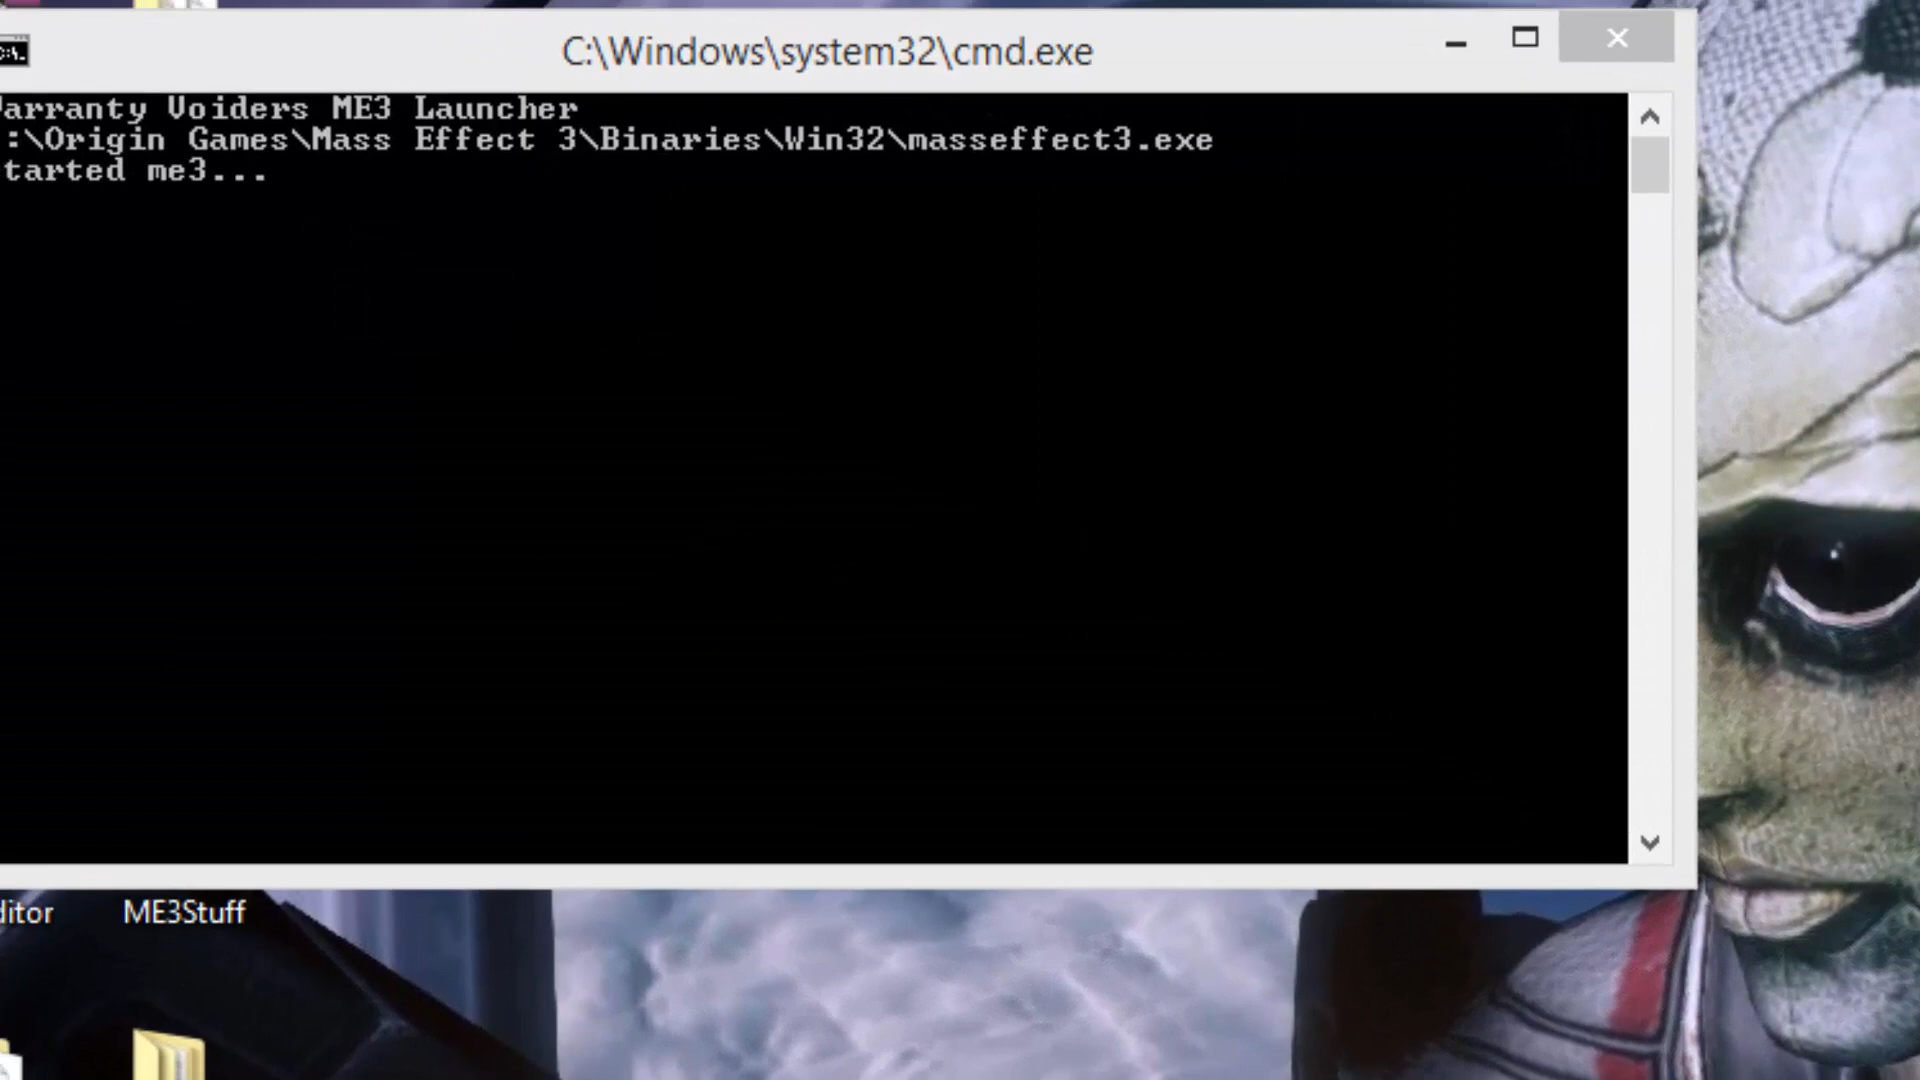 C:\Windows\system32\cmd.exe
arranty Voiders ME3 Launcher
:\Origin Games\Mass Effect 3\Binaries\Win32\masseffect3.exe
tarted me3...
ditor
ME3Stuff